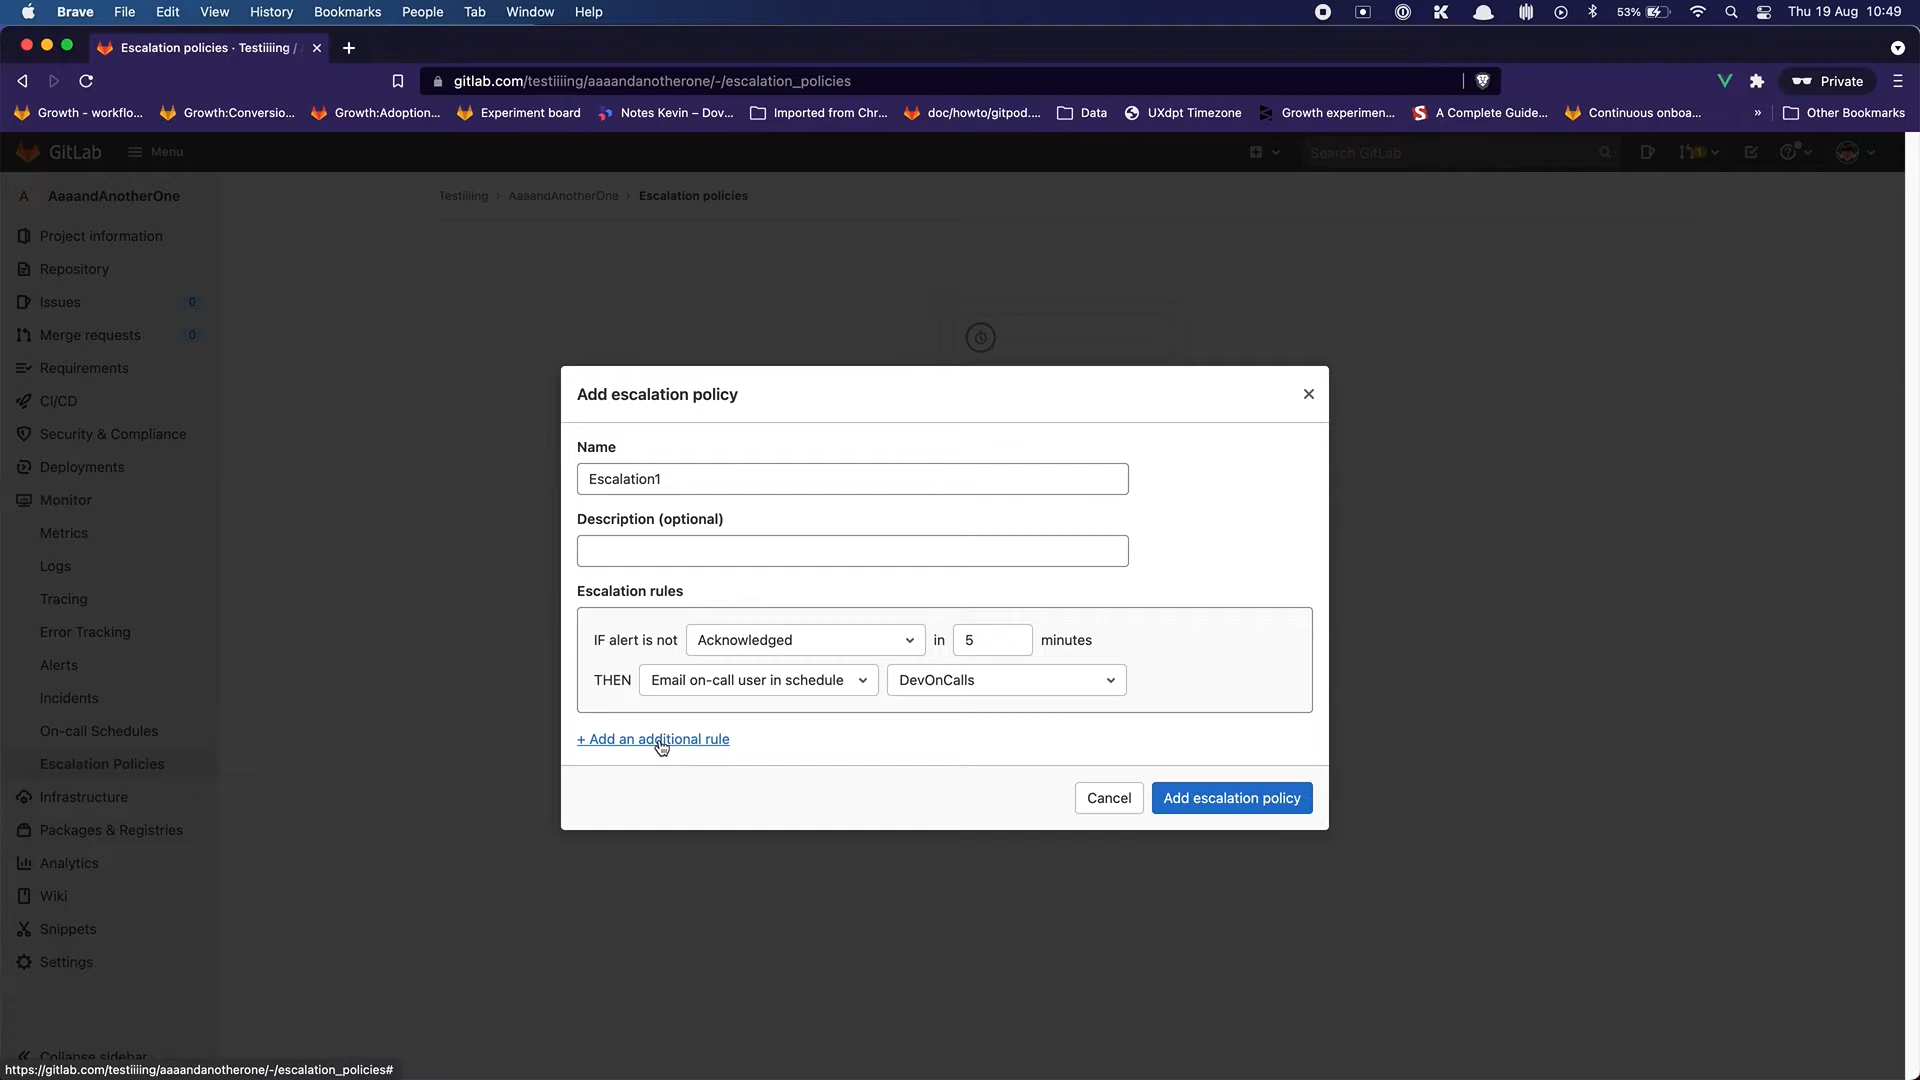 Brave File Edit View History Bookmarks People Tab Window Help 53% Thu 19 Aug 10:49
Escalation policies · Testiiiing /
gitlab.com/testiiiing/aaaandanotherone/-/escalation_policies Private
Growth - workflo... Growth:Conversio... Growth:Adoption... Experiment board Notes Kevin – Dov... Imported from Chr... doc/howto/gitpod.... Data UXdpt Timezone Growth experimen... A Complete Guide... Continuous onboa... » Other Bookmarks
GitLab Menu Search GitLab 1
A AaaandAnotherOne
Testiiiing > AaaandAnotherOne > Escalation policies
Project information
Repository
Issues 0
Merge requests 0
Requirements
CI/CD
Security & Compliance
Deployments
Monitor
Metrics
Logs
Tracing
Error Tracking
Alerts
Incidents
On-call Schedules
Escalation Policies
Infrastructure
Packages & Registries
Analytics
Wiki
Snippets
Settings
Collapse sidebar
Add escalation policy
Name
Escalation1
Description (optional)
Escalation rules
IF alert is not Acknowledged in 5 minutes
THEN Email on-call user in schedule DevOnCalls
+ Add an additional rule
Cancel Add escalation policy
https://gitlab.com/testiiiing/aaaandanotherone/-/escalation_policies#